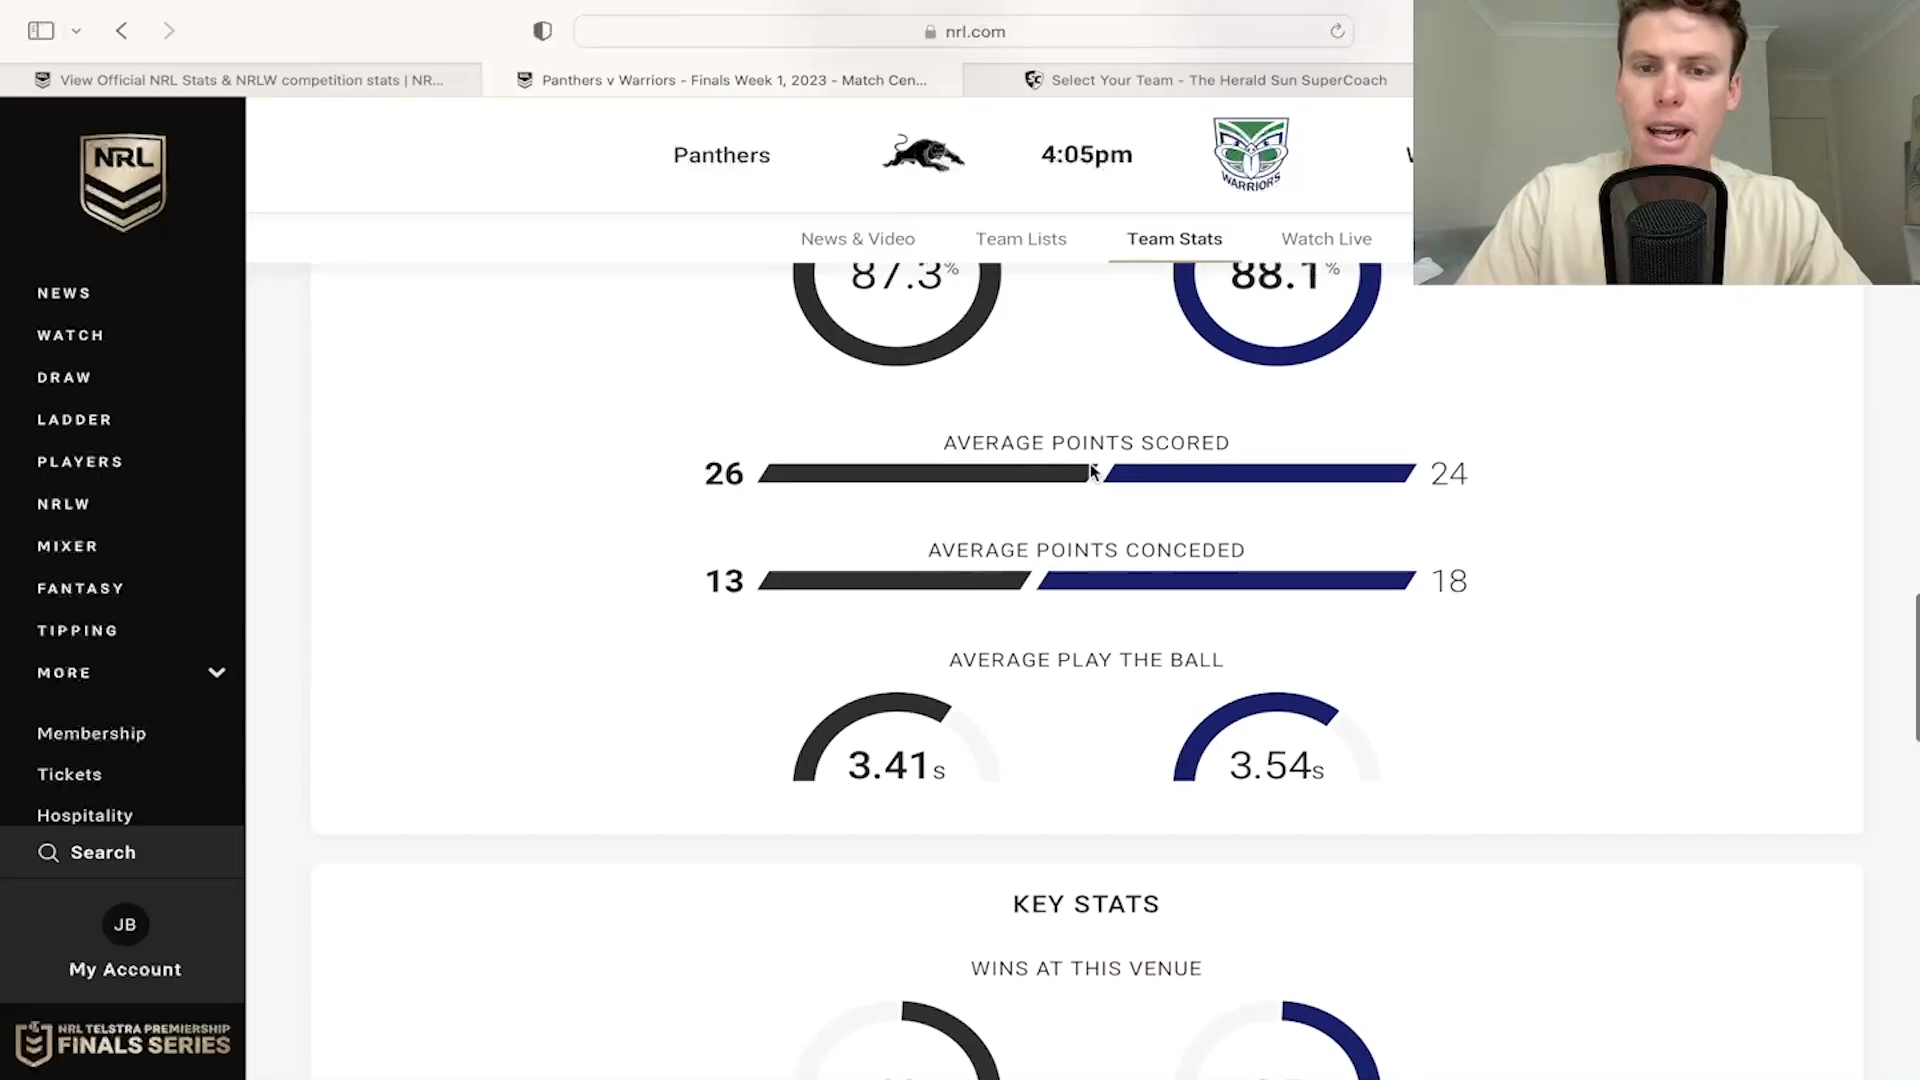 nrl.com
View Official NRL Stats & NRLW competition stats | NR...
Panthers v Warriors - Finals Week 1, 2023 - Match Cen...
Select Your Team - The Herald Sun SuperCoach
NRL
Panthers
4:05pm
WARRIORS
News & Video
Team Lists
Team Stats
Watch Live
87.3%
88.1%
NEWS
WATCH
DRAW
LADDER
PLAYERS
NRLW
MIXER
FANTASY
TIPPING
MORE
Membership
Tickets
Hospitality
Search
JB
My Account
NRL TELSTRA PREMIERSHIP
FINALS SERIES
AVERAGE POINTS SCORED
26
24
AVERAGE POINTS CONCEDED
13
18
AVERAGE PLAY THE BALL
3.41s
3.54s
KEY STATS
WINS AT THIS VENUE